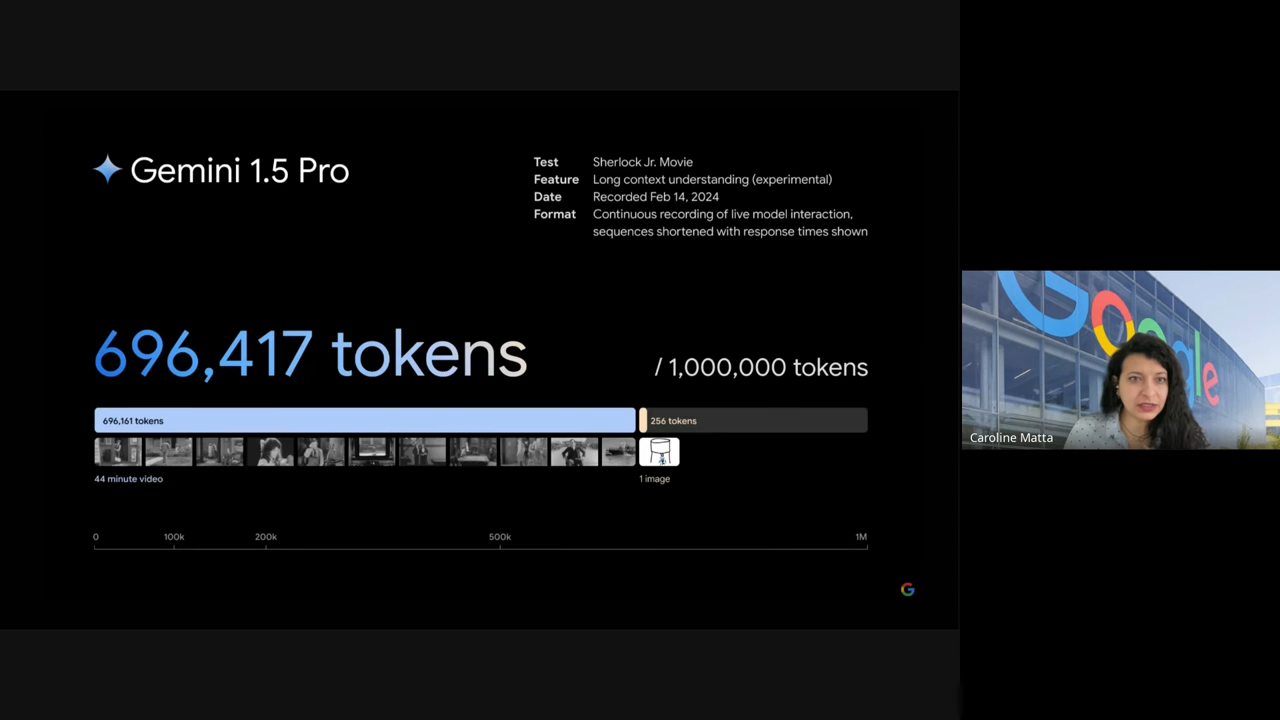 Gemini 1.5 Pro
Test Sherlock Jr. Movie
Feature Long context understanding (experimental)
Date Recorded Feb 14, 2024
Format Continuous recording of live model interaction,
sequences shortened with response times shown
696,417 tokens
/ 1,000,000 tokens
696,161 tokens
256 tokens
44 minute video
1 image
0 100k 200k 500k 1M
Google
Caroline Matta